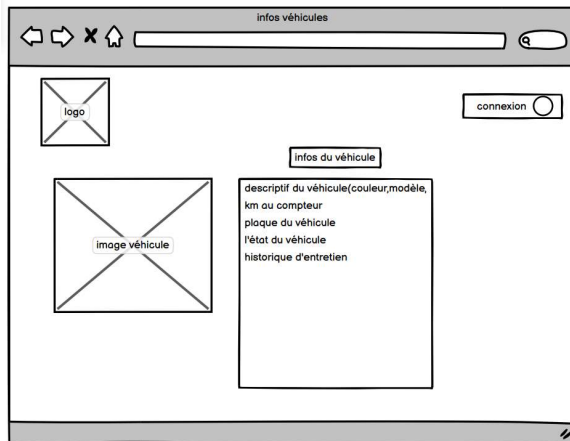 infos véhicules
logo
connexion
infos du véhicule
image véhicule
descriptif du véhicule(couleur,modèle,
km au compteur
plaque du véhicule
l'état du véhicule
historique d'entretien